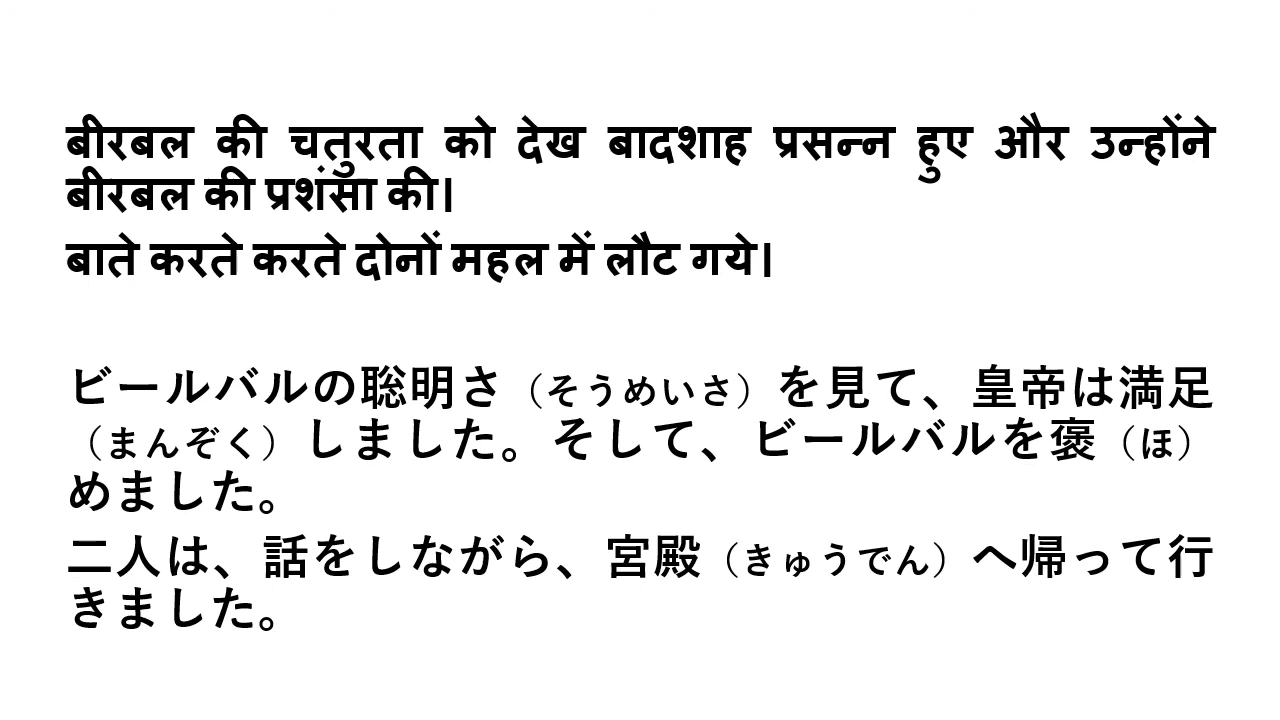 बीरबल की चतुरता को देख बादशाह प्रसन्न हुए और उन्होंने
बीरबल की प्रशंसा की।
बाते करते करते दोनों महल में लौट गये।
ビールバルの聡明さ（そうめいさ）を見て、皇帝は満足
（まんぞく）しました。そして、ビールバルを褒（ほ）
めました。
二人は、話をしながら、宮殿（きゅうでん）へ帰って行
きました。